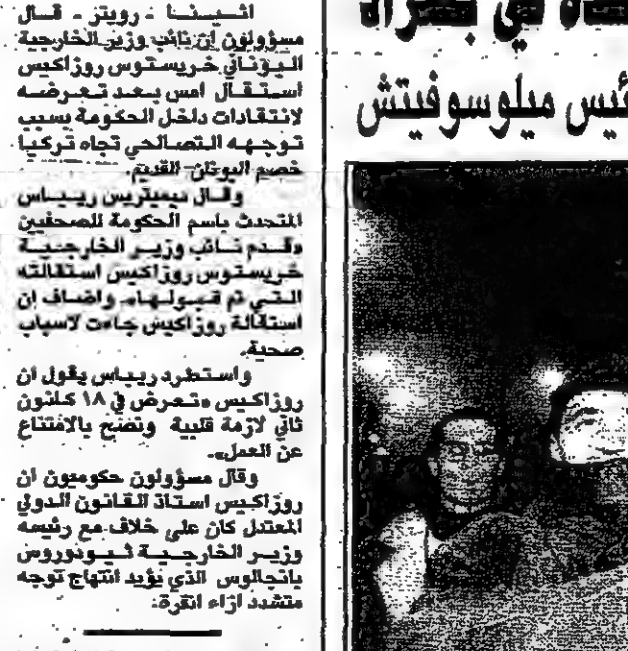 اثينا - رويتر - قال
مسؤولون ان نائب وزير الخارجية
اليوناني خريستوس روزاكيس
استقال امس بعد تعرضه
لانتقادات داخل الحكومة بسبب
توجهه التصالحي تجاه تركيا
خصم اليونان القديم.
وقال ديميتريس ريباس
المتحدث باسم الحكومة للصحفيين
«قدم نائب وزير الخارجية
خريستوس روزاكيس استقالته
التي تم قبولها» واضاف ان
استقالة روزاكيس جاءت لاسباب
صحية.
واستطرد ريباس يقول ان
روزاكيس «تعرض في ١٨ كانون
ثاني لازمة قلبية ونصح بالامتناع
عن العمل».
وقال مسؤولون حكوميون ان
روزاكيس استاذ القانون الدولي
المعتدل كان على خلاف مع رئيسه
وزير الخارجية ثيودوروس
بانجالوس الذي يؤيد انتهاج توجه
متشدد ازاء انقرة.
في
ئيس ميلوسوفيتش